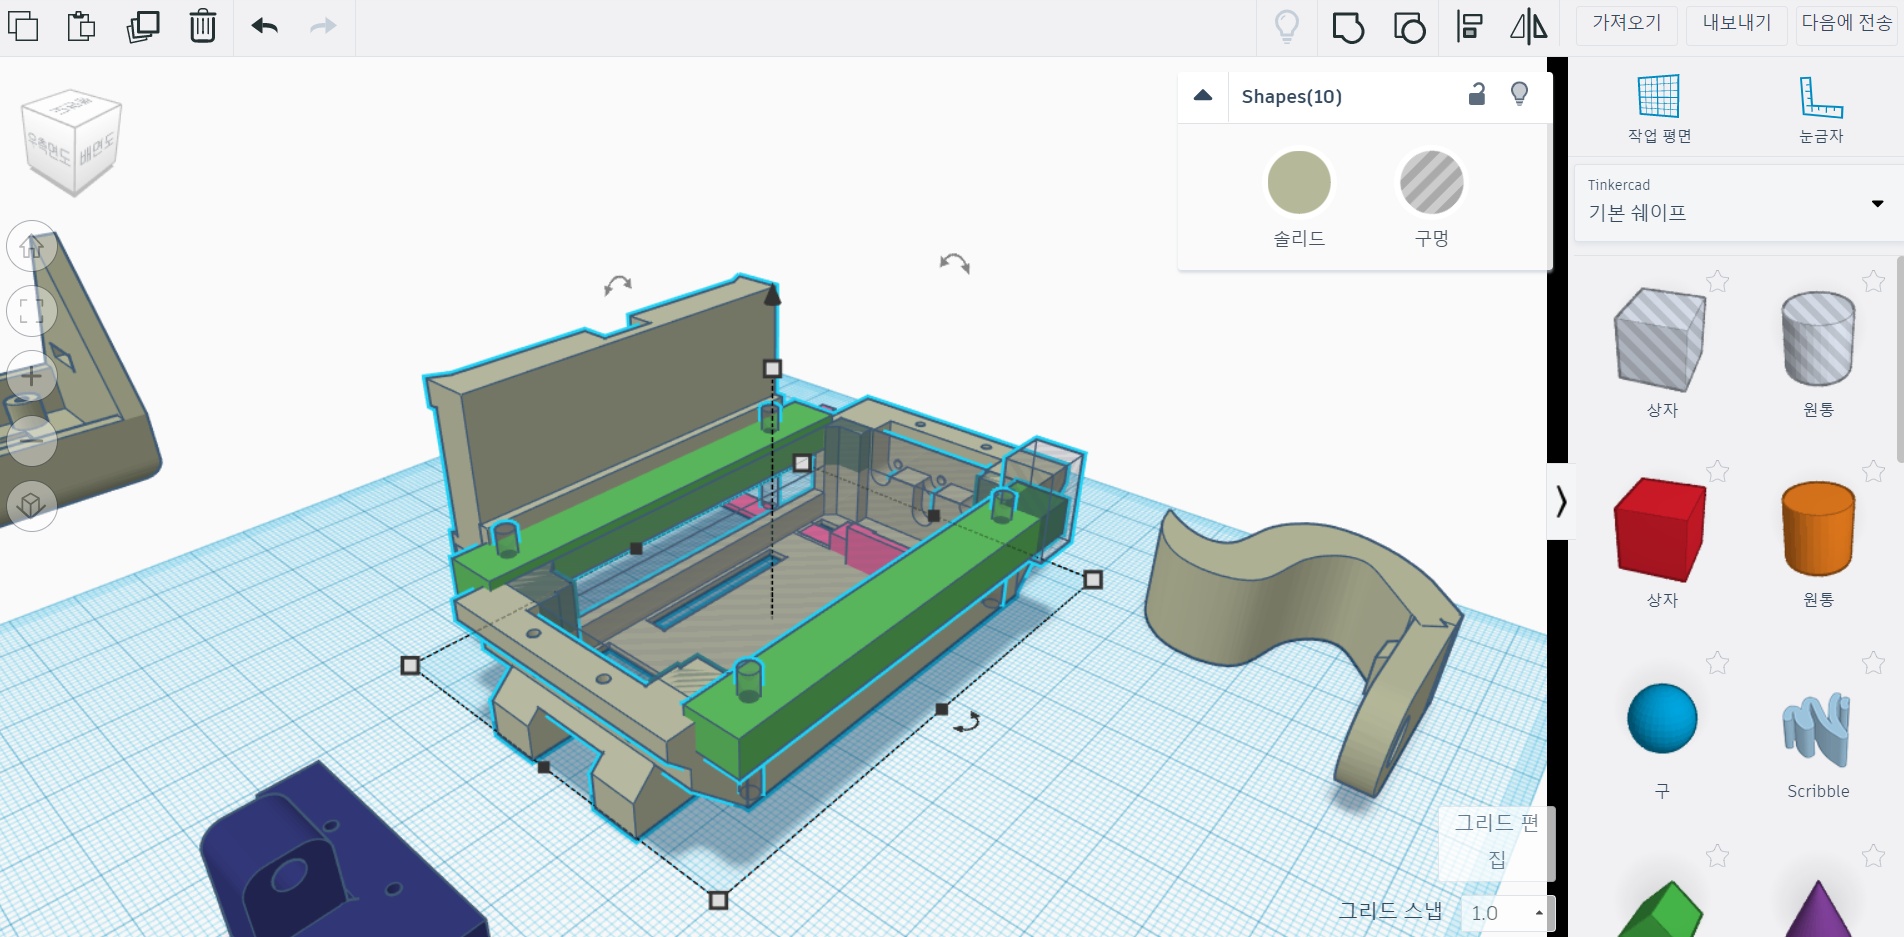 가져오기
내보내기
다음에 전송
Shapes(10)
솔리드
구멍
작업 평면
눈금자
Tinkercad
기본 쉐이프
상자
원통
상자
원통
구
Scribble
우측면도
배면도
그리드 편
집
그리드 스냅
1.0